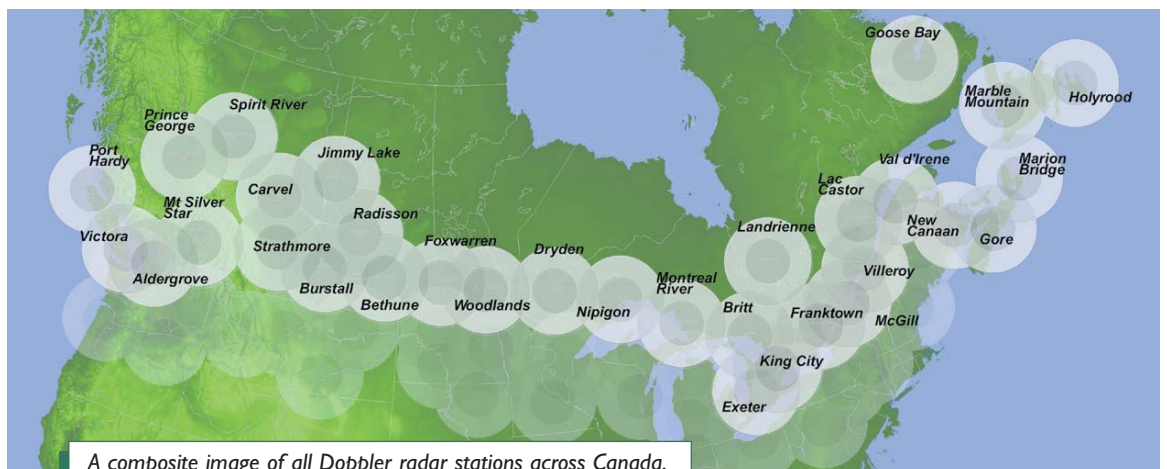 Goose Bay
Marble
Mountain
Holyrood
Spirit River
Prince
George
Port
Hardy
Jimmy Lake
Val d'Irene
Marion
Bridge
Carvel
Lac
Castor
Mt Silver
Star
Radisson
New
Canaan
Gore
Landrienne
Victora
Strathmore
Foxwarren
Dryden
Aldergrove
Villeroy
Montreal
River
Burstall
Bethune
Woodlands
Nipigon
Britt
Franktown
McGill
King City
Exeter
A composite image of all Doppler radar stations across Canada.